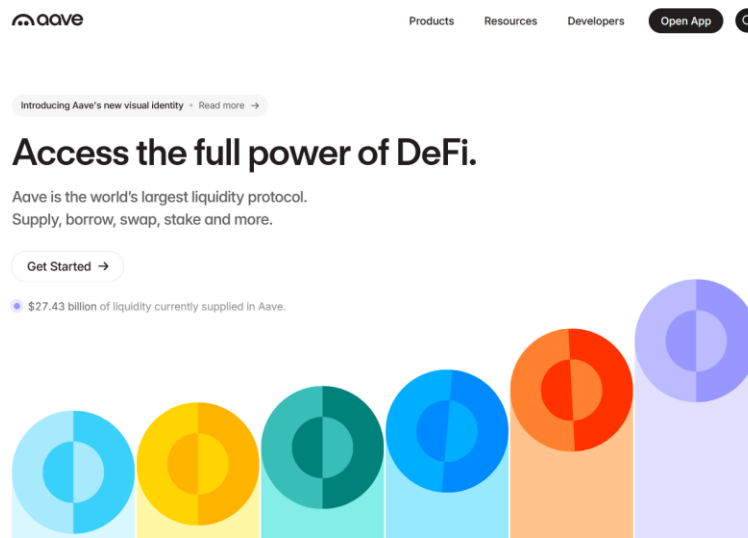 aave
Products Resources Developers Open App
Introducing Aave's new visual identity • Read more →
Access the full power of DeFi.
Aave is the world's largest liquidity protocol.
Supply, borrow, swap, stake and more.
Get Started →
$27.43 billion of liquidity currently supplied in Aave.